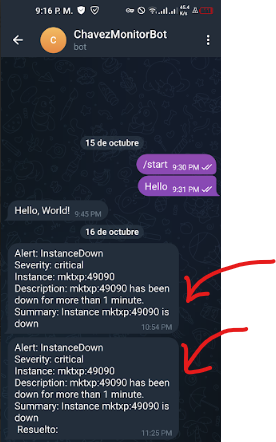 9:16 P. M.
45.4
K/s
C
ChavezMonitorBot
bot
15 de octubre
/start 9:30 PM
Hello 9:31 PM
Hello, World! 9:45 PM
16 de octubre
Alert: InstanceDown
Severity: critical
Instance: mktxp:49090
Description: mktxp:49090 has been
down for more than 1 minute.
Summary: Instance mktxp:49090 is
down
10:54 PM
Alert: InstanceDown
Severity: critical
Instance: mktxp:49090
Description: mktxp:49090 has been
down for more than 1 minute.
Summary: Instance mktxp:49090 is
down
Resuelto:
11:25 PM